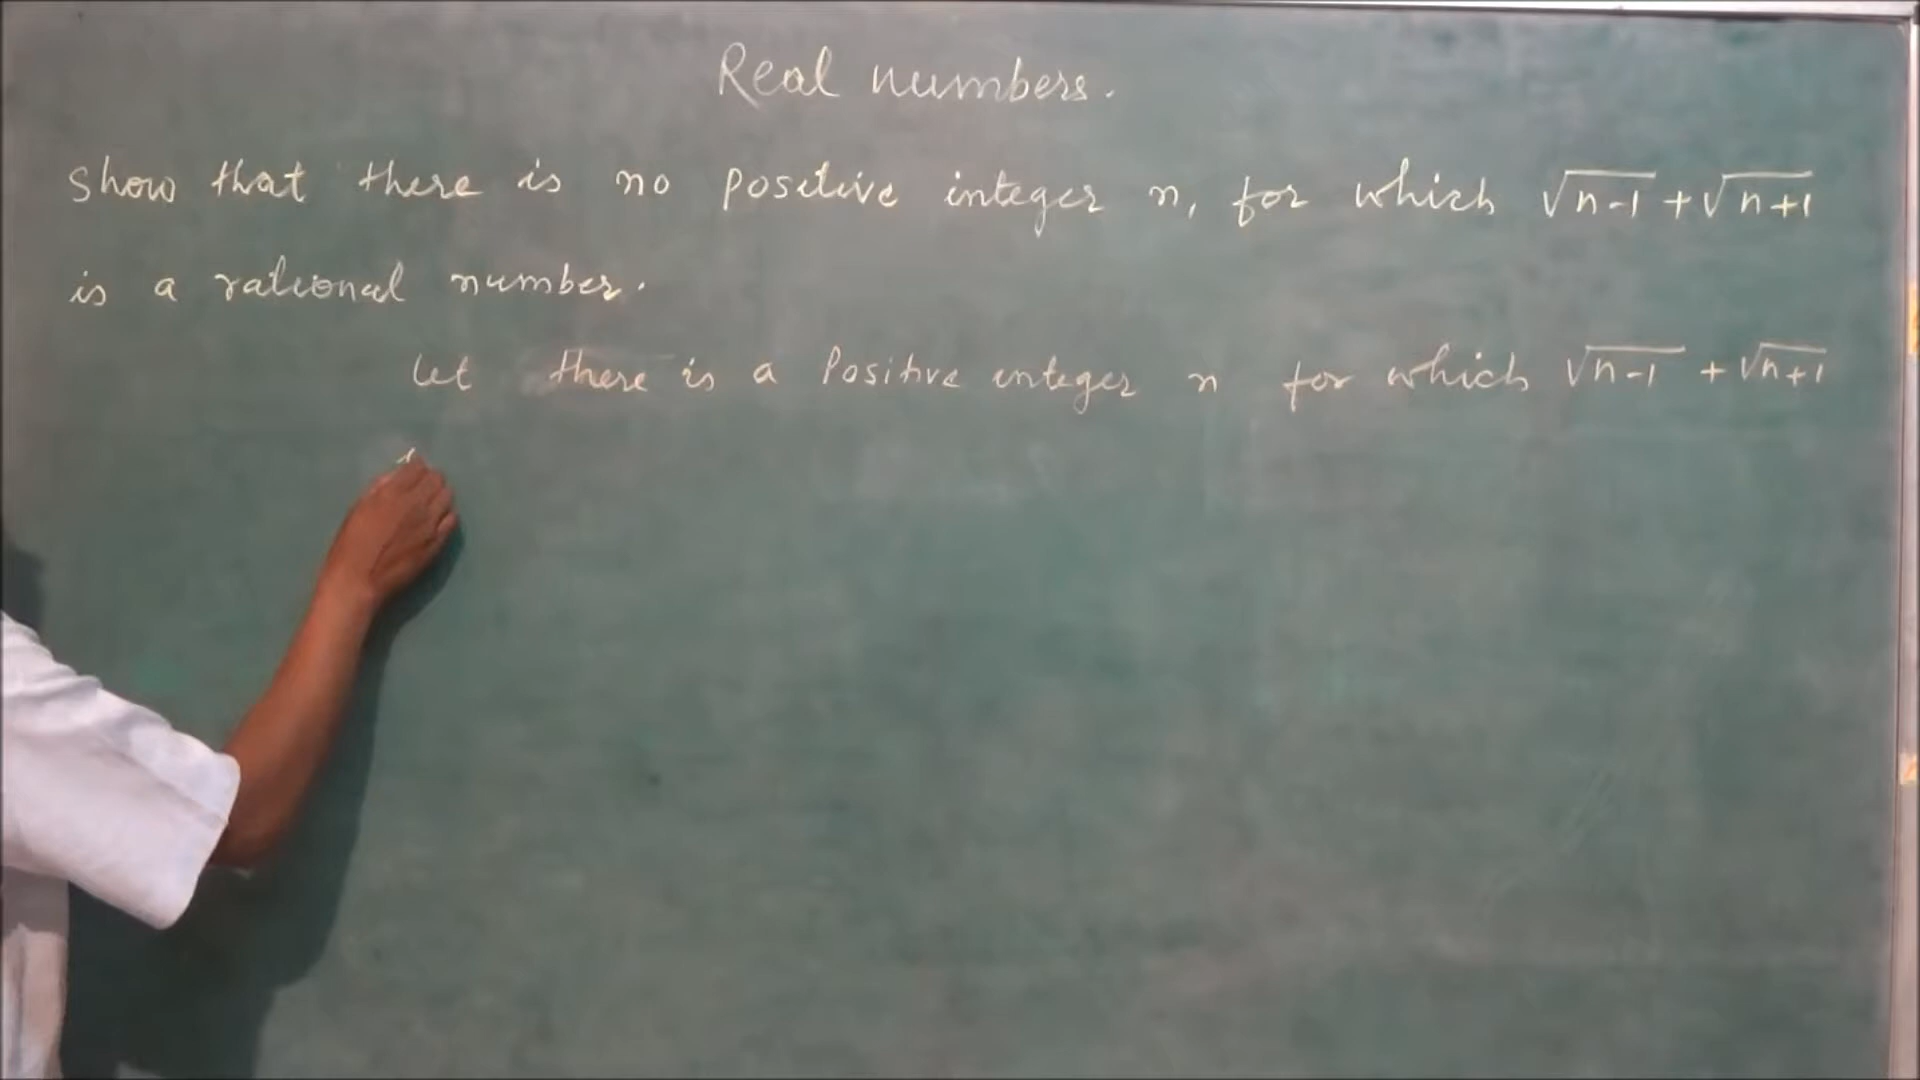 Real numbers.
Show that there is no positive integer n, for which √n-1 + √n+1
is a rational number.
Let there is a Positive integer n for which √n-1 + √n+1